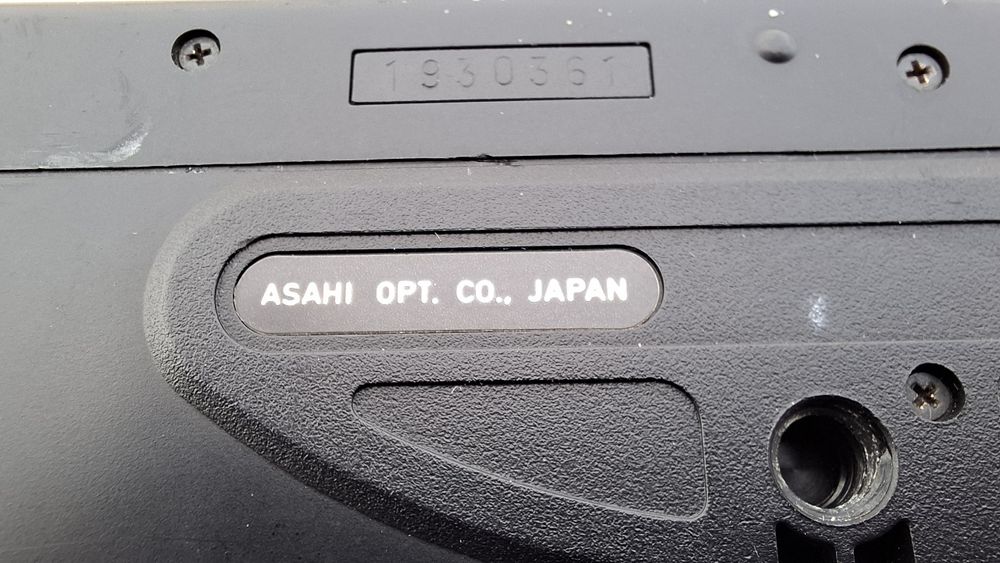 1930361
ASAHI OPT. CO., JAPAN